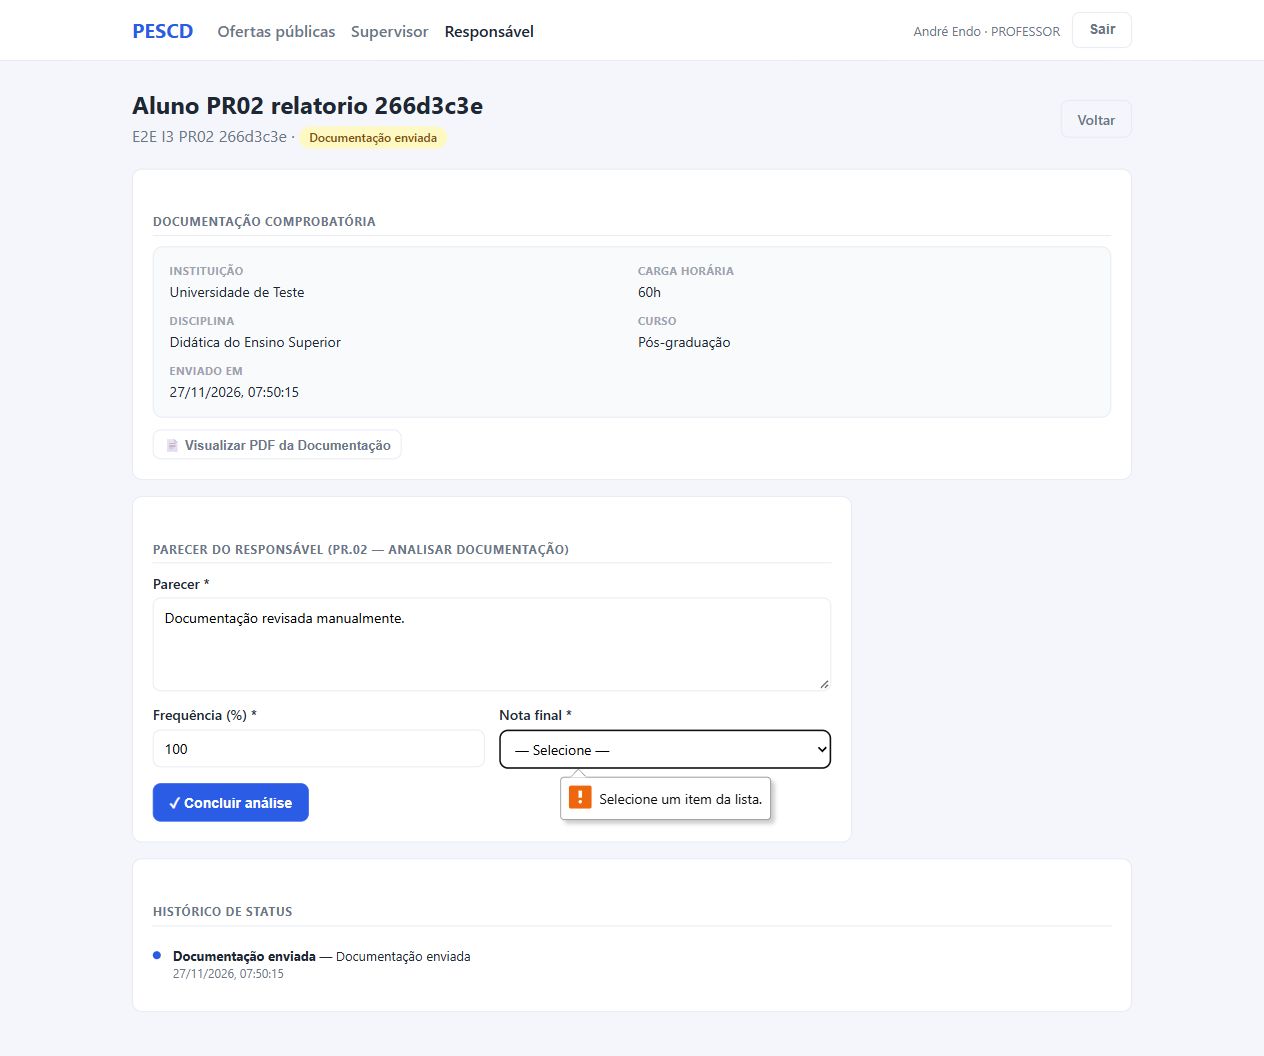 PESCD Ofertas públicas Supervisor Responsável André Endo · PROFESSOR Sair
Aluno PR02 relatorio 266d3c3e
Voltar
E2E I3 PR02 266d3c3e · Documentação enviada
DOCUMENTAÇÃO COMPROBATÓRIA
INSTITUIÇÃO CARGA HORÁRIA
Universidade de Teste 60h
DISCIPLINA CURSO
Didática do Ensino Superior Pós-graduação
ENVIADO EM
27/11/2026, 07:50:15
Visualizar PDF da Documentação
PARECER DO RESPONSÁVEL (PR.02 — ANALISAR DOCUMENTAÇÃO)
Parecer *
Documentação revisada manualmente.
Frequência (%) * Nota final *
100 — Selecione —
✓ Concluir análise
Selecione um item da lista.
HISTÓRICO DE STATUS
Documentação enviada — Documentação enviada
27/11/2026, 07:50:15